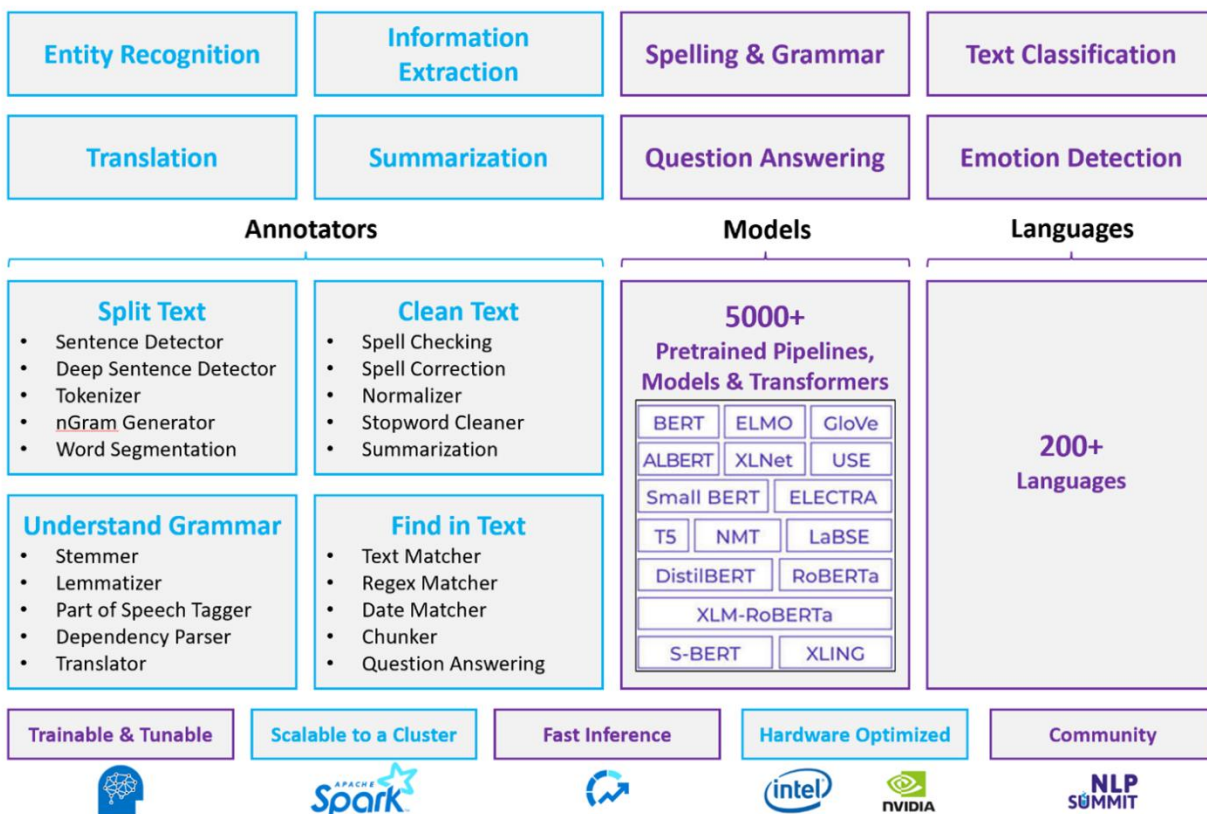 Entity Recognition
Information
Extraction
Spelling & Grammar
Text Classification
Translation
Summarization
Question Answering
Emotion Detection
Annotators
Models
Languages
Split Text
• Sentence Detector
• Deep Sentence Detector
• Tokenizer
• nGram Generator
• Word Segmentation
Clean Text
• Spell Checking
• Spell Correction
• Normalizer
• Stopword Cleaner
• Summarization
Understand Grammar
• Stemmer
• Lemmatizer
• Part of Speech Tagger
• Dependency Parser
• Translator
Find in Text
• Text Matcher
• Regex Matcher
• Date Matcher
• Chunker
• Question Answering
5000+
Pretrained Pipelines,
Models & Transformers
BERT ELMO GloVe
ALBERT XLNet USE
Small BERT ELECTRA
T5 NMT LaBSE
DistilBERT RoBERTa
XLM-RoBERTa
S-BERT XLING
200+
Languages
Trainable & Tunable
Scalable to a Cluster
Fast Inference
Hardware Optimized
Community
APACHE
Spark™
intel
NVIDIA
NLP
SUMMIT